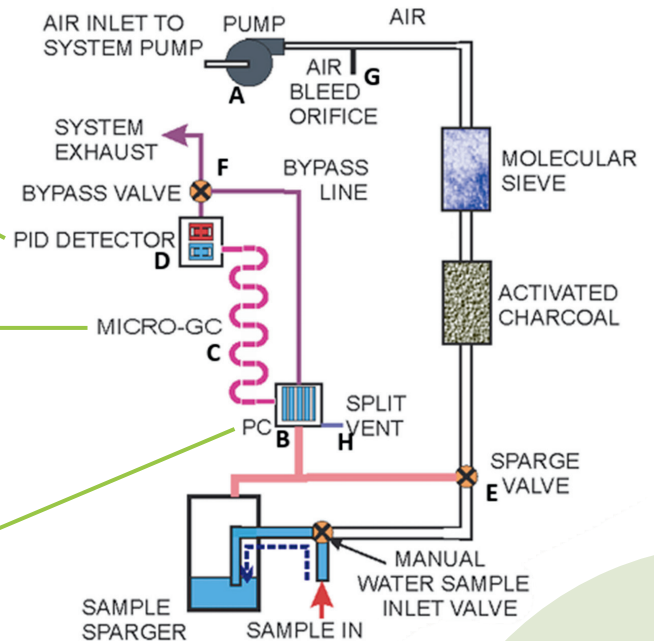 AIR INLET TO
SYSTEM PUMP
PUMP
A
AIR
AIR
BLEED
ORIFICE
G
SYSTEM
EXHAUST
F
BYPASS VALVE
BYPASS
LINE
MOLECULAR
SIEVE
PID DETECTOR
D
ACTIVATED
CHARCOAL
MICRO-GC
C
PC
B
SPLIT
VENT
H
SPARGE
VALVE
E
MANUAL
WATER SAMPLE
INLET VALVE
SAMPLE
SPARGER
SAMPLE IN